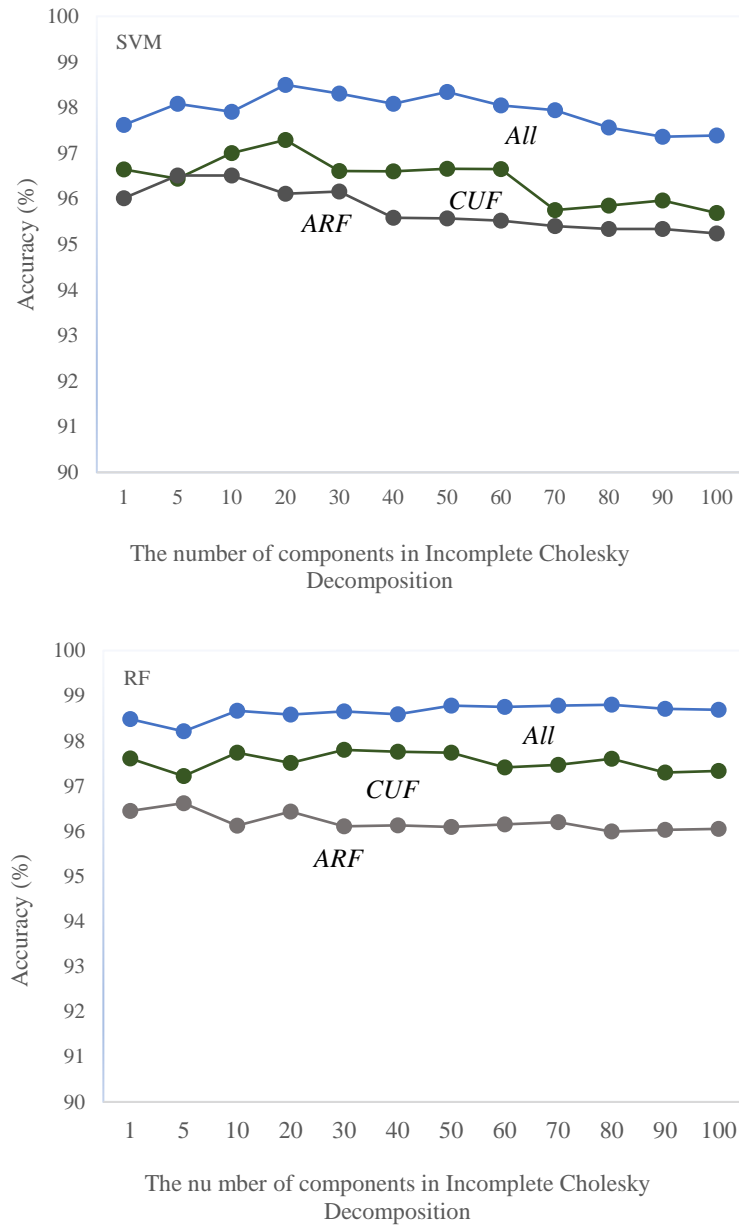 100
SVM
99
98
All
97
96
CUF
ARF
95
94
93
92
91
90
Accuracy (%)
1 5 10 20 30 40 50 60 70 80 90 100
The number of components in Incomplete Cholesky
Decomposition
100
RF
99
98
All
97
CUF
96
ARF
95
94
93
92
91
90
Accuracy (%)
1 5 10 20 30 40 50 60 70 80 90 100
The nu mber of components in Incomplete Cholesky
Decomposition